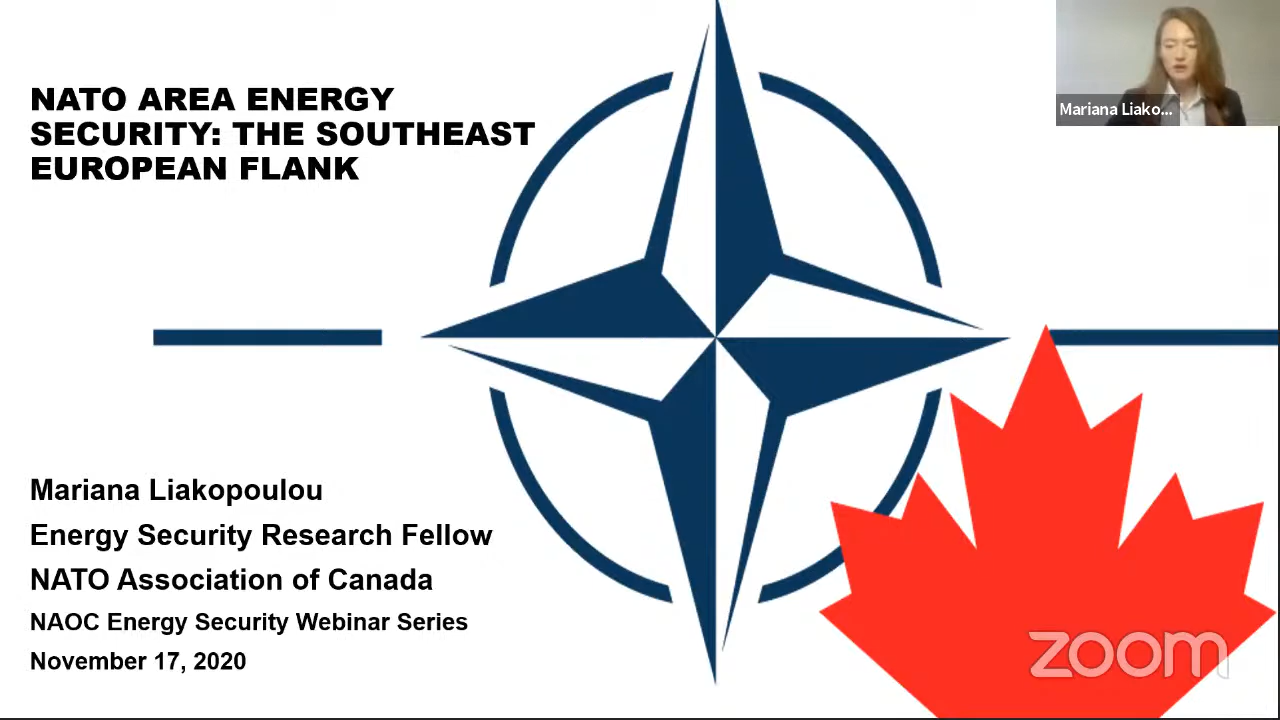 NATO AREA ENERGY
SECURITY: THE SOUTHEAST
EUROPEAN FLANK
Mariana Liako...
Mariana Liakopoulou
Energy Security Research Fellow
NATO Association of Canada
NAOC Energy Security Webinar Series
November 17, 2020
zoom